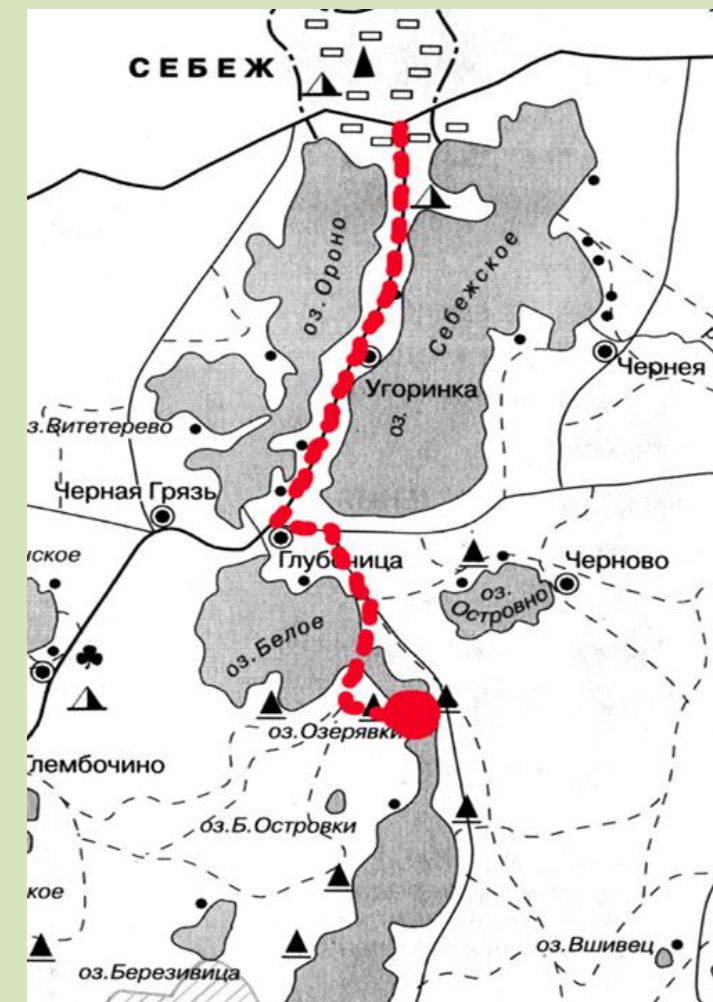 СЕБЕЖ
оз. Ороно
оз. Себежское
Чернея
Угоринка
оз.Витетерево
Черная Грязь
Глубочица
Черново
оз. Островно
оз.Белое
оз.Озерявки
Глембочино
оз.Б.Островки
оз.Вшивец
оз.Березивица